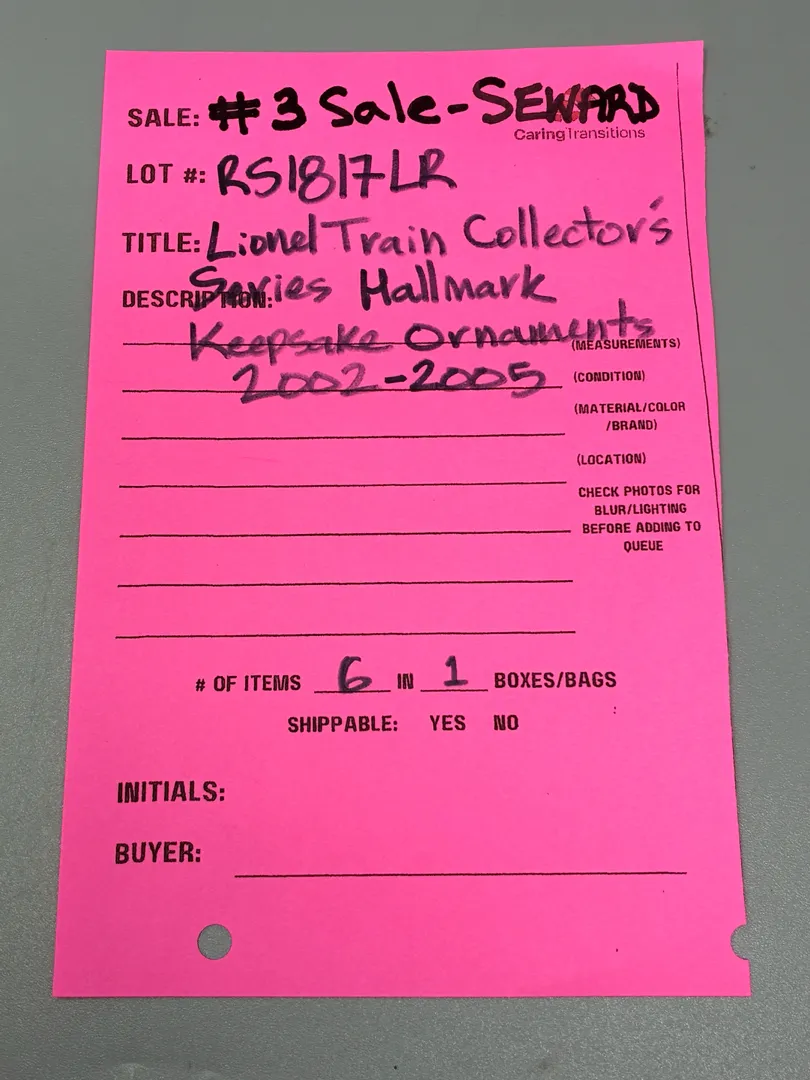 SALE: #3 Sale-SEWARD
CaringTransitions
LOT #: RS1817LR
TITLE: Lionel Train Collector's
DESCRIPTION: Series Hallmark
Keepsake Ornaments
(MEASUREMENTS)
2002-2005
(CONDITION)
(MATERIAL/COLOR
/BRAND)
(LOCATION)
CHECK PHOTOS FOR
BLUR/LIGHTING
BEFORE ADDING TO
QUEUE
# OF ITEMS 6 IN 1 BOXES/BAGS
SHIPPABLE: YES NO
INITIALS:
BUYER: